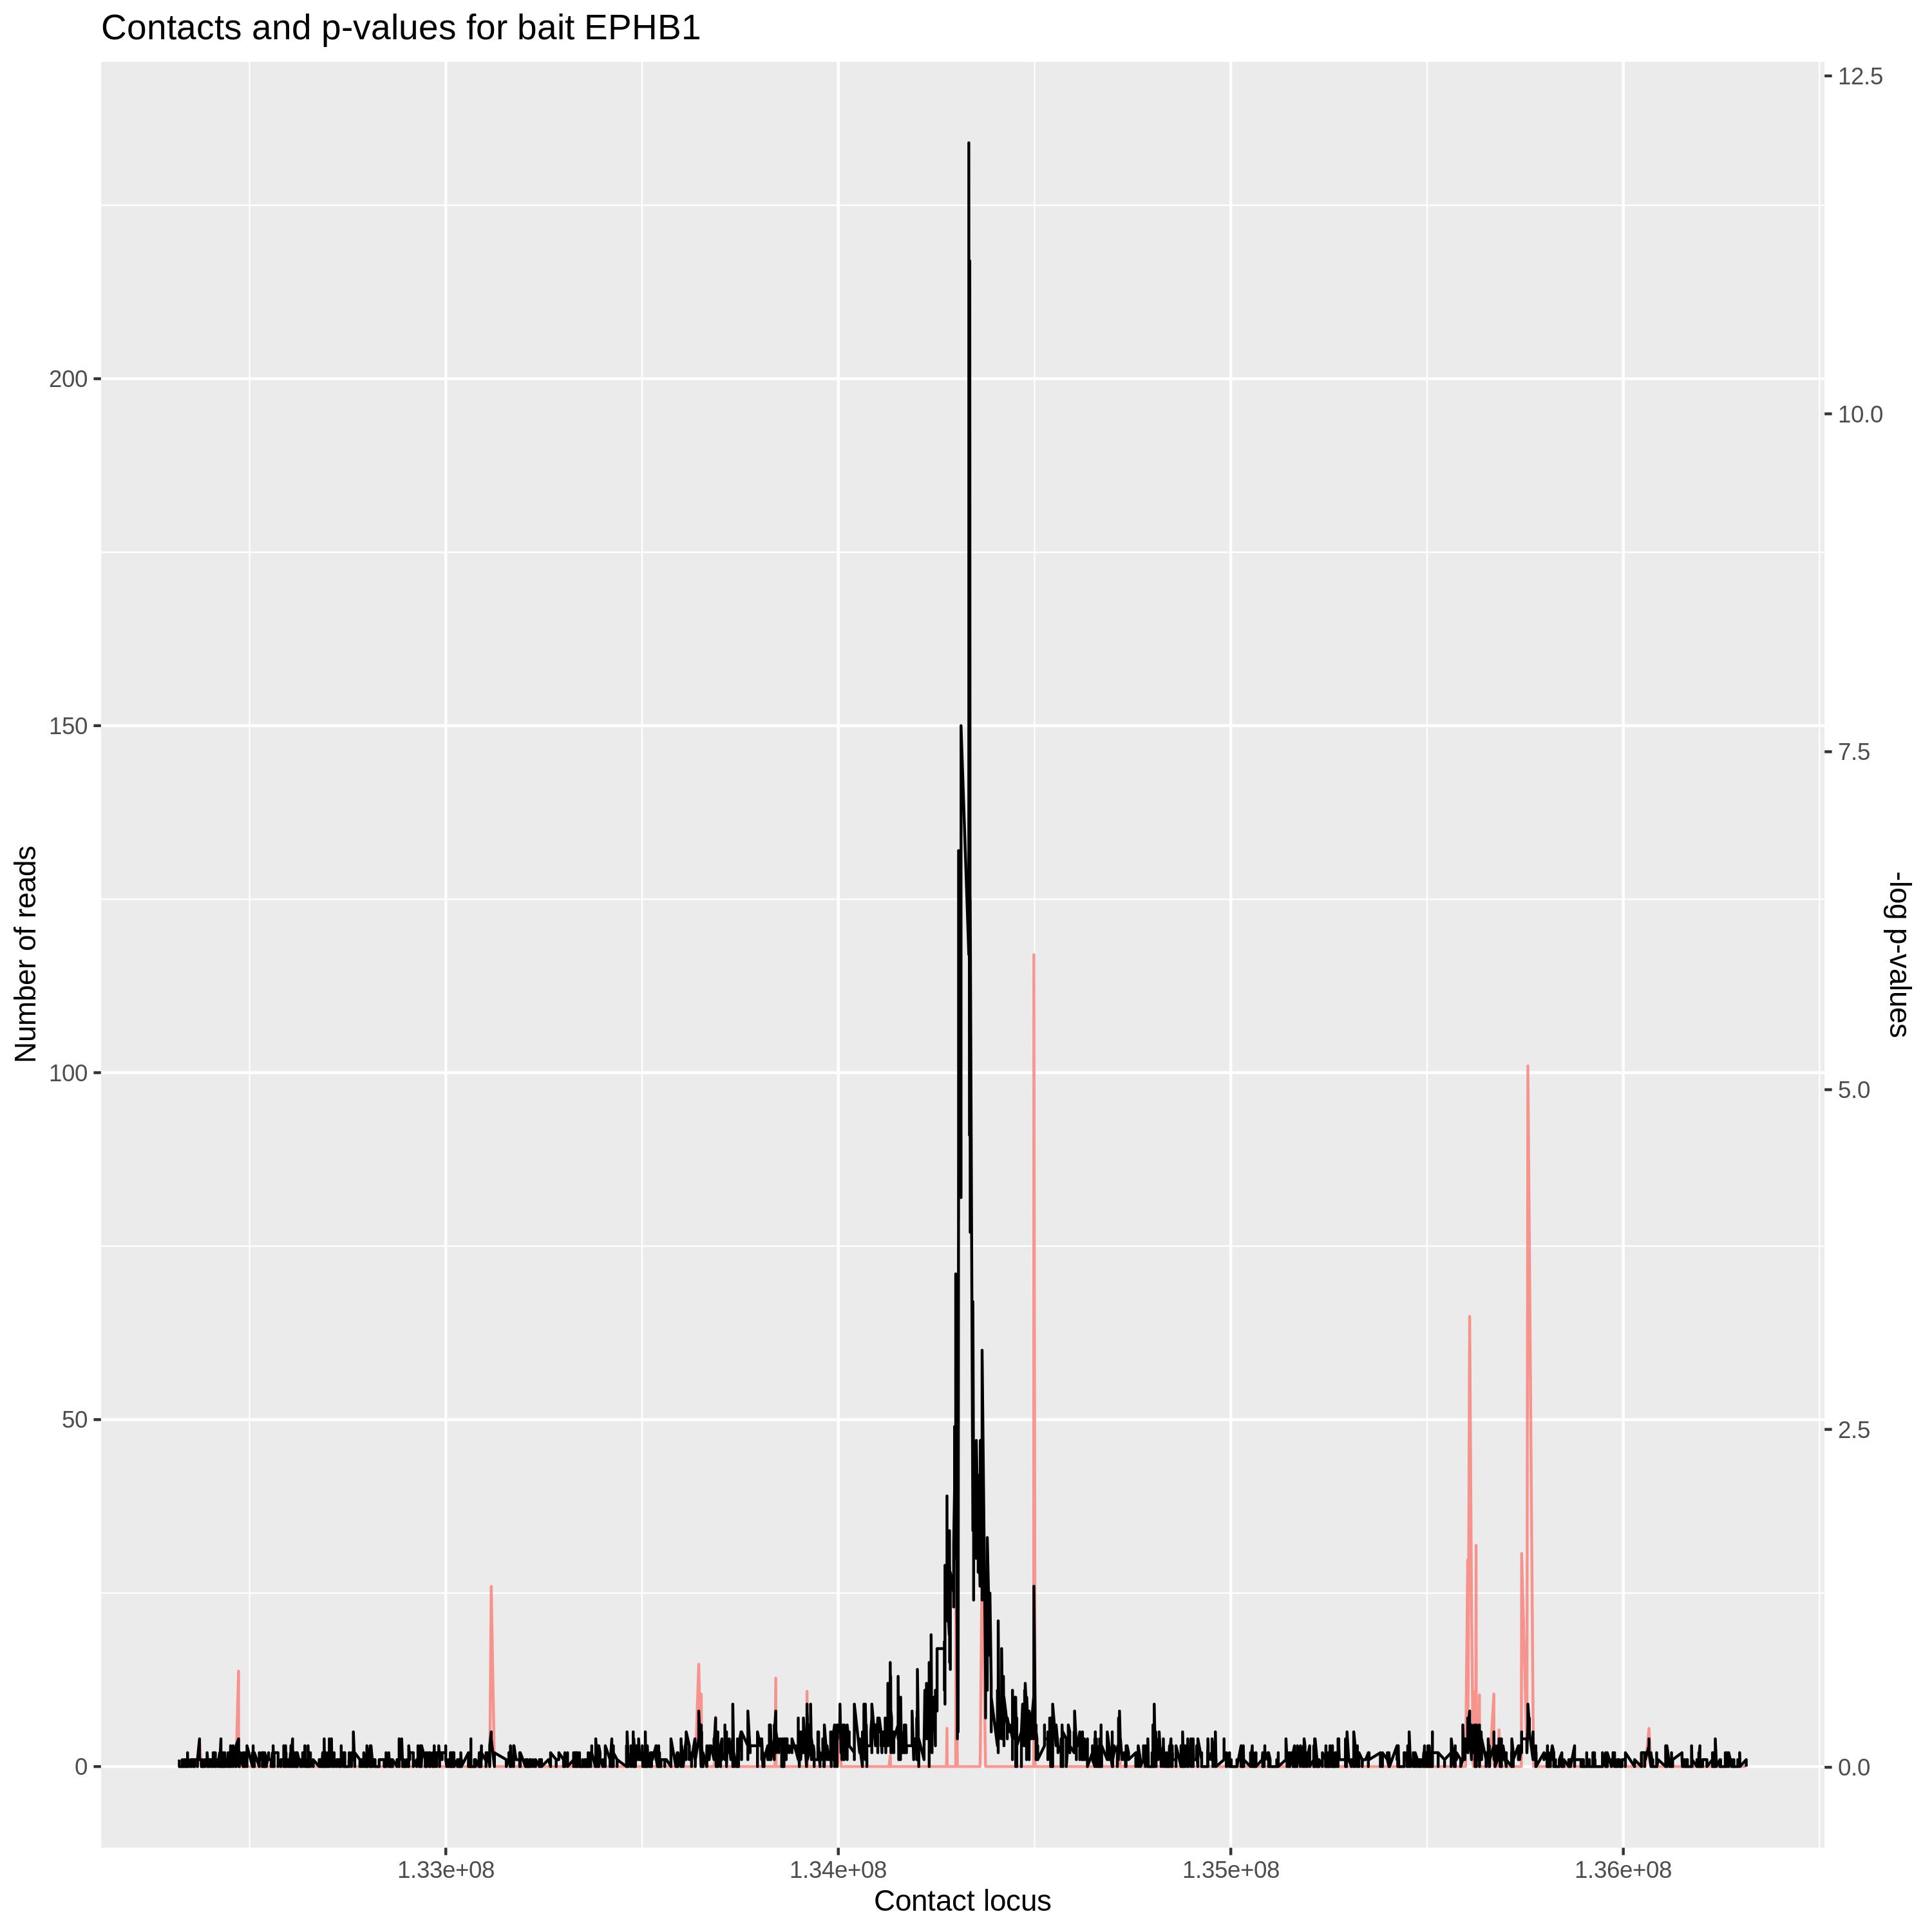 Contacts and p-values for bait EPHB1
12.5
10.0
7.5
5.0
2.5
0.0
-log p-values
200
150
100
50
0
Number of reads
1.33e+08
1.34e+08
1.35e+08
1.36e+08
Contact locus